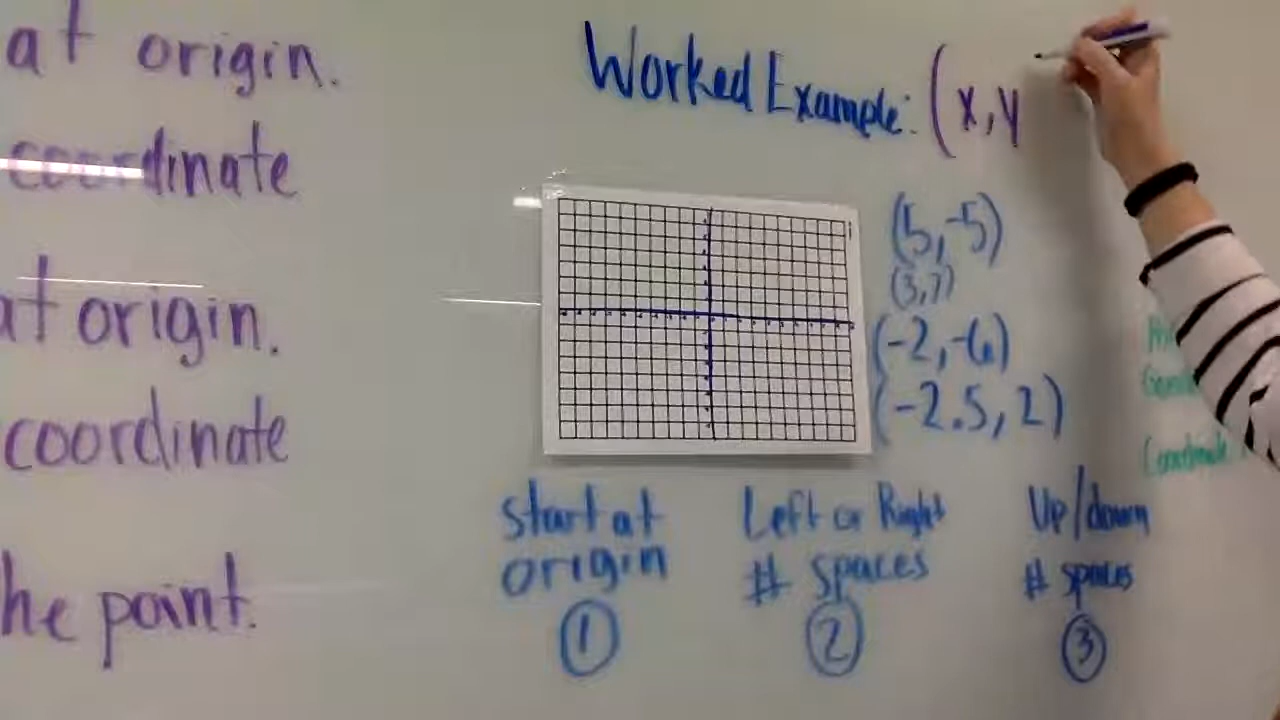 at origin.
coordinate
at origin.
coordinate
he point.
Worked Example: (x,y
(5,-5)
(3,7)
(-2,-6)
(-2.5, 2)
start at
origin
1
Left or Right
# spaces
2
Up/down
# spaces
3